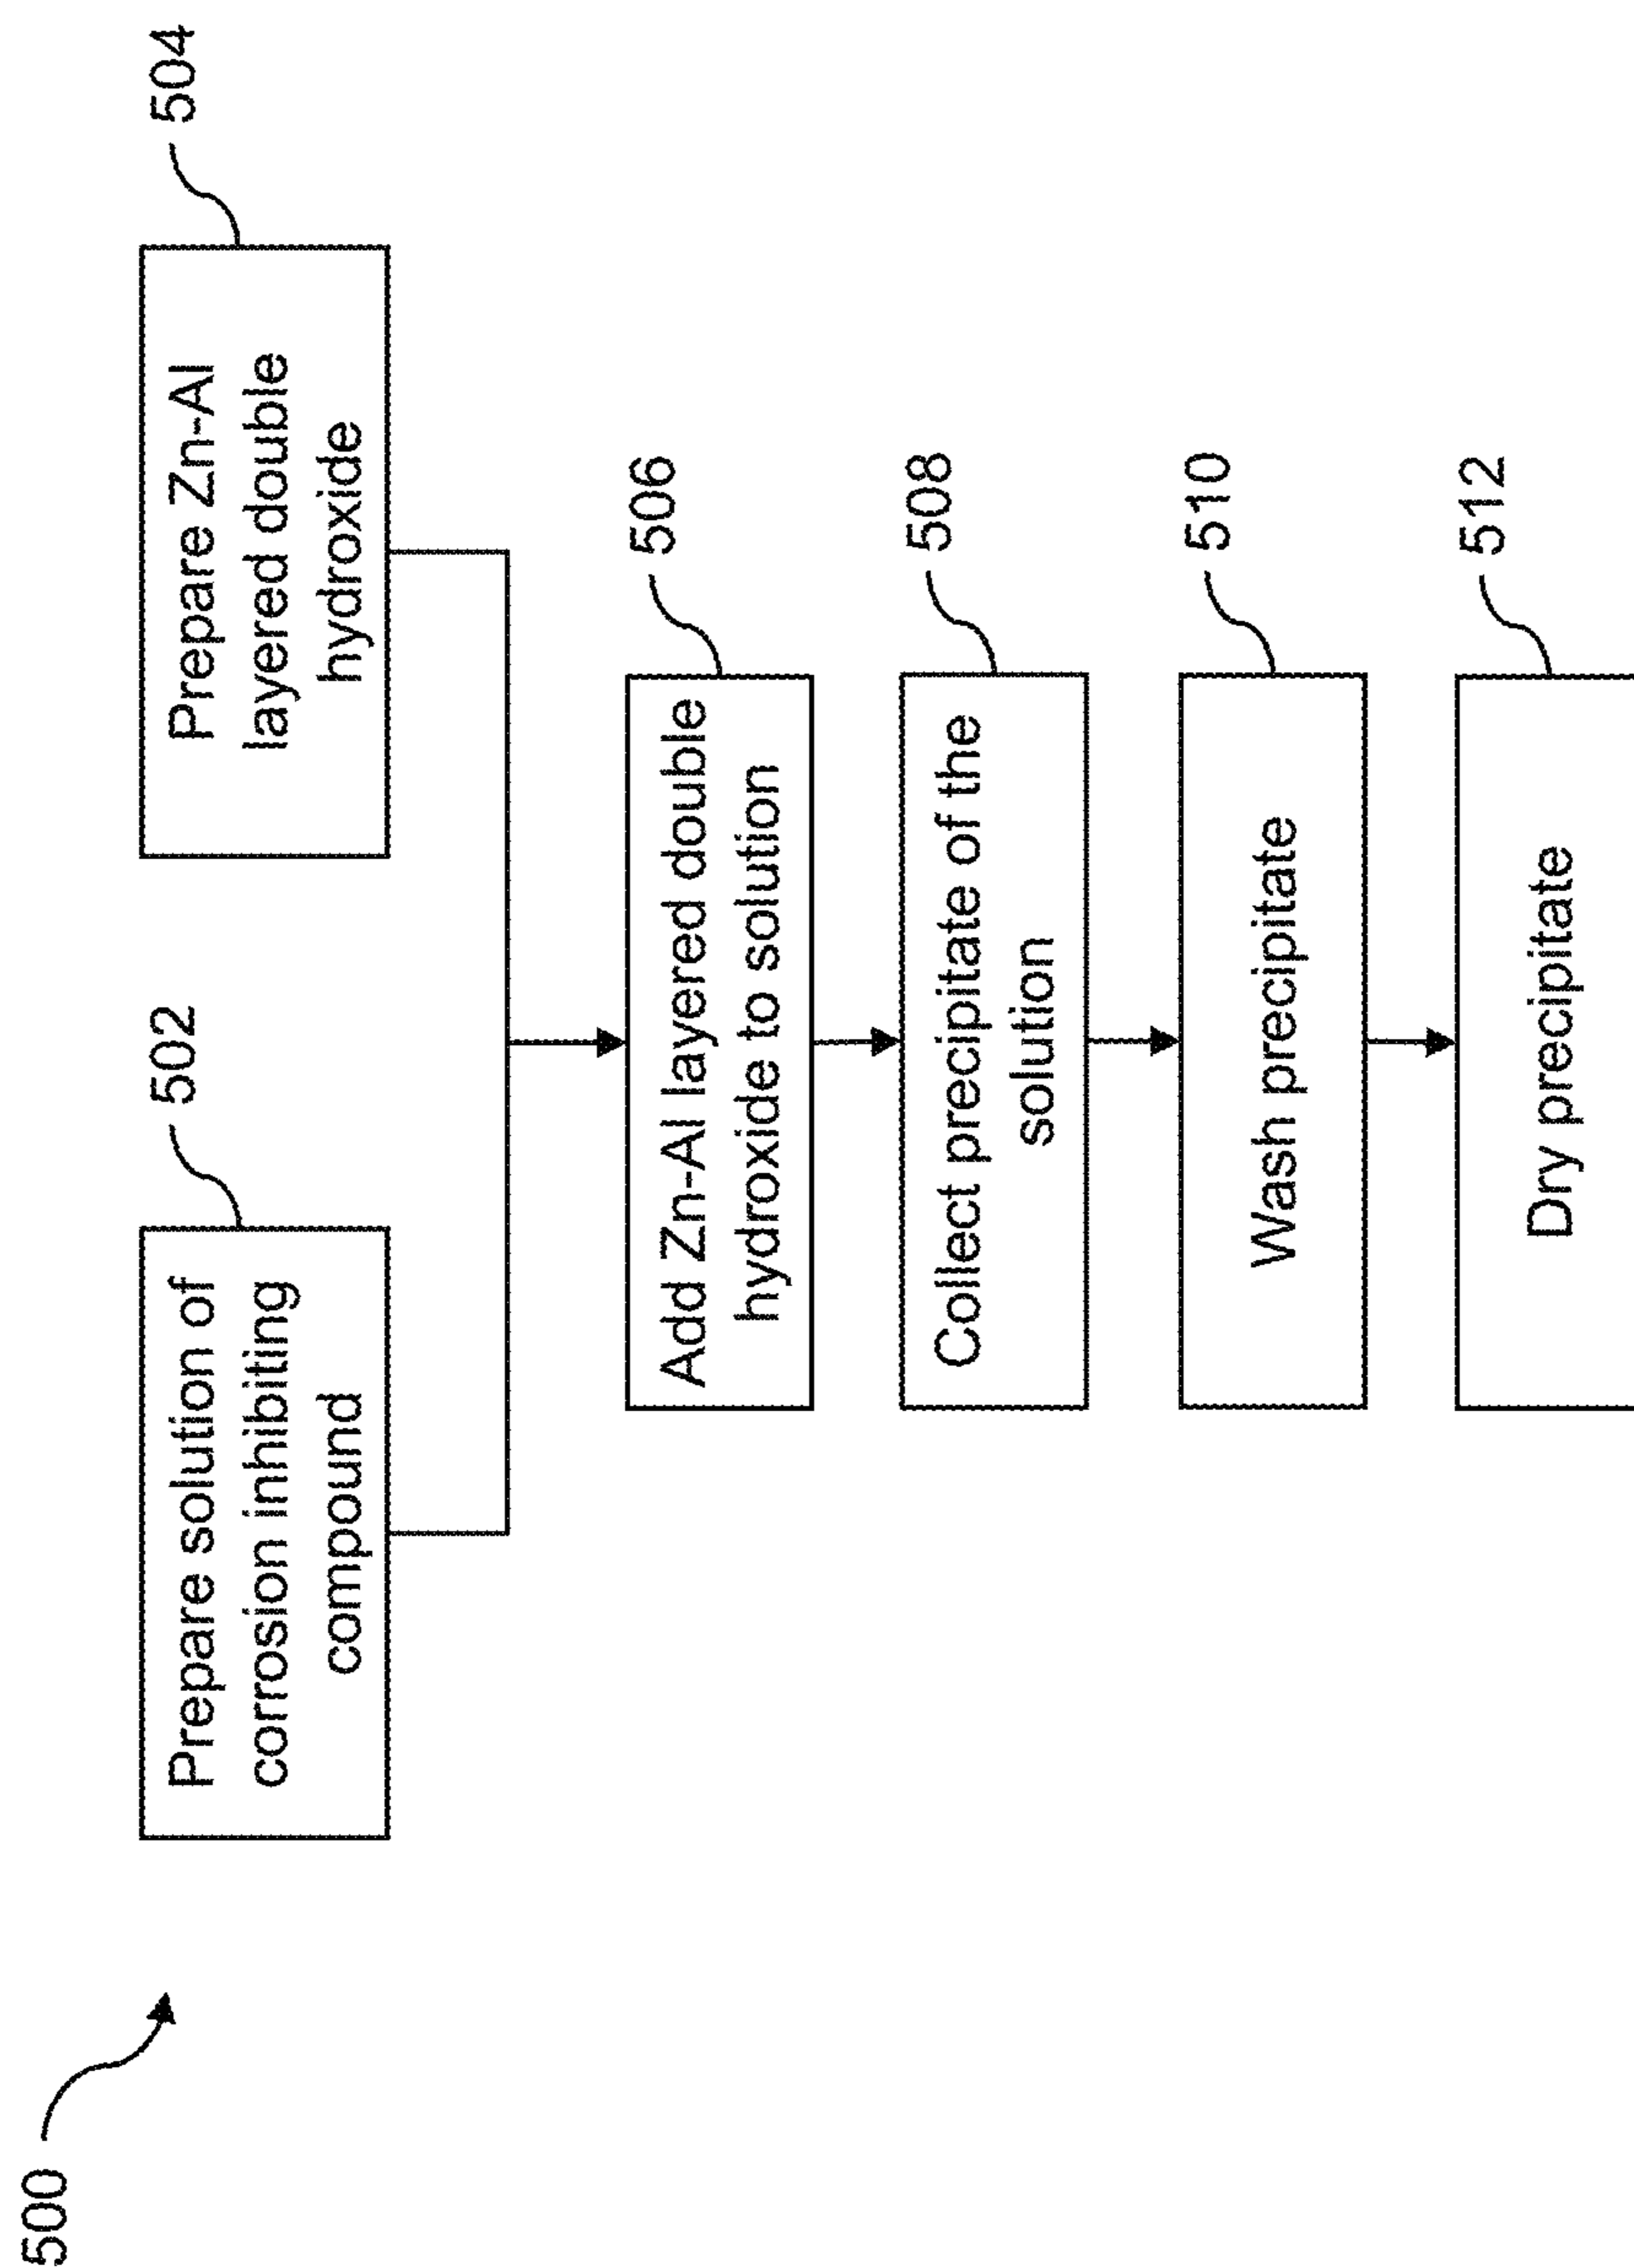 500
502
Prepare solution of
corrosion inhibiting
compound
504
Prepare Zn-Al
layered double
hydroxide
506
Add Zn-Al layered double
hydroxide to solution
508
Collect precipitate of the
solution
510
Wash precipitate
512
Dry precipitate